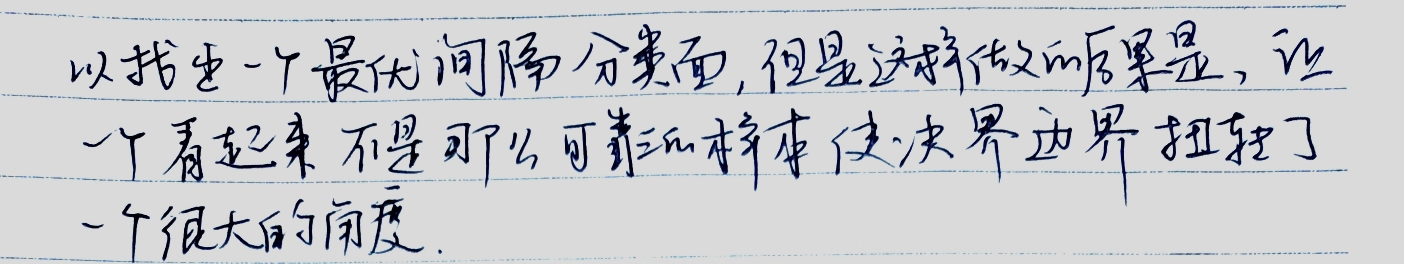 以找出一个最优间隔分类面,但是这样做的后果是、让
一个看起来不是那么可靠的样本使决界边界扭转了
一个很大的角度.